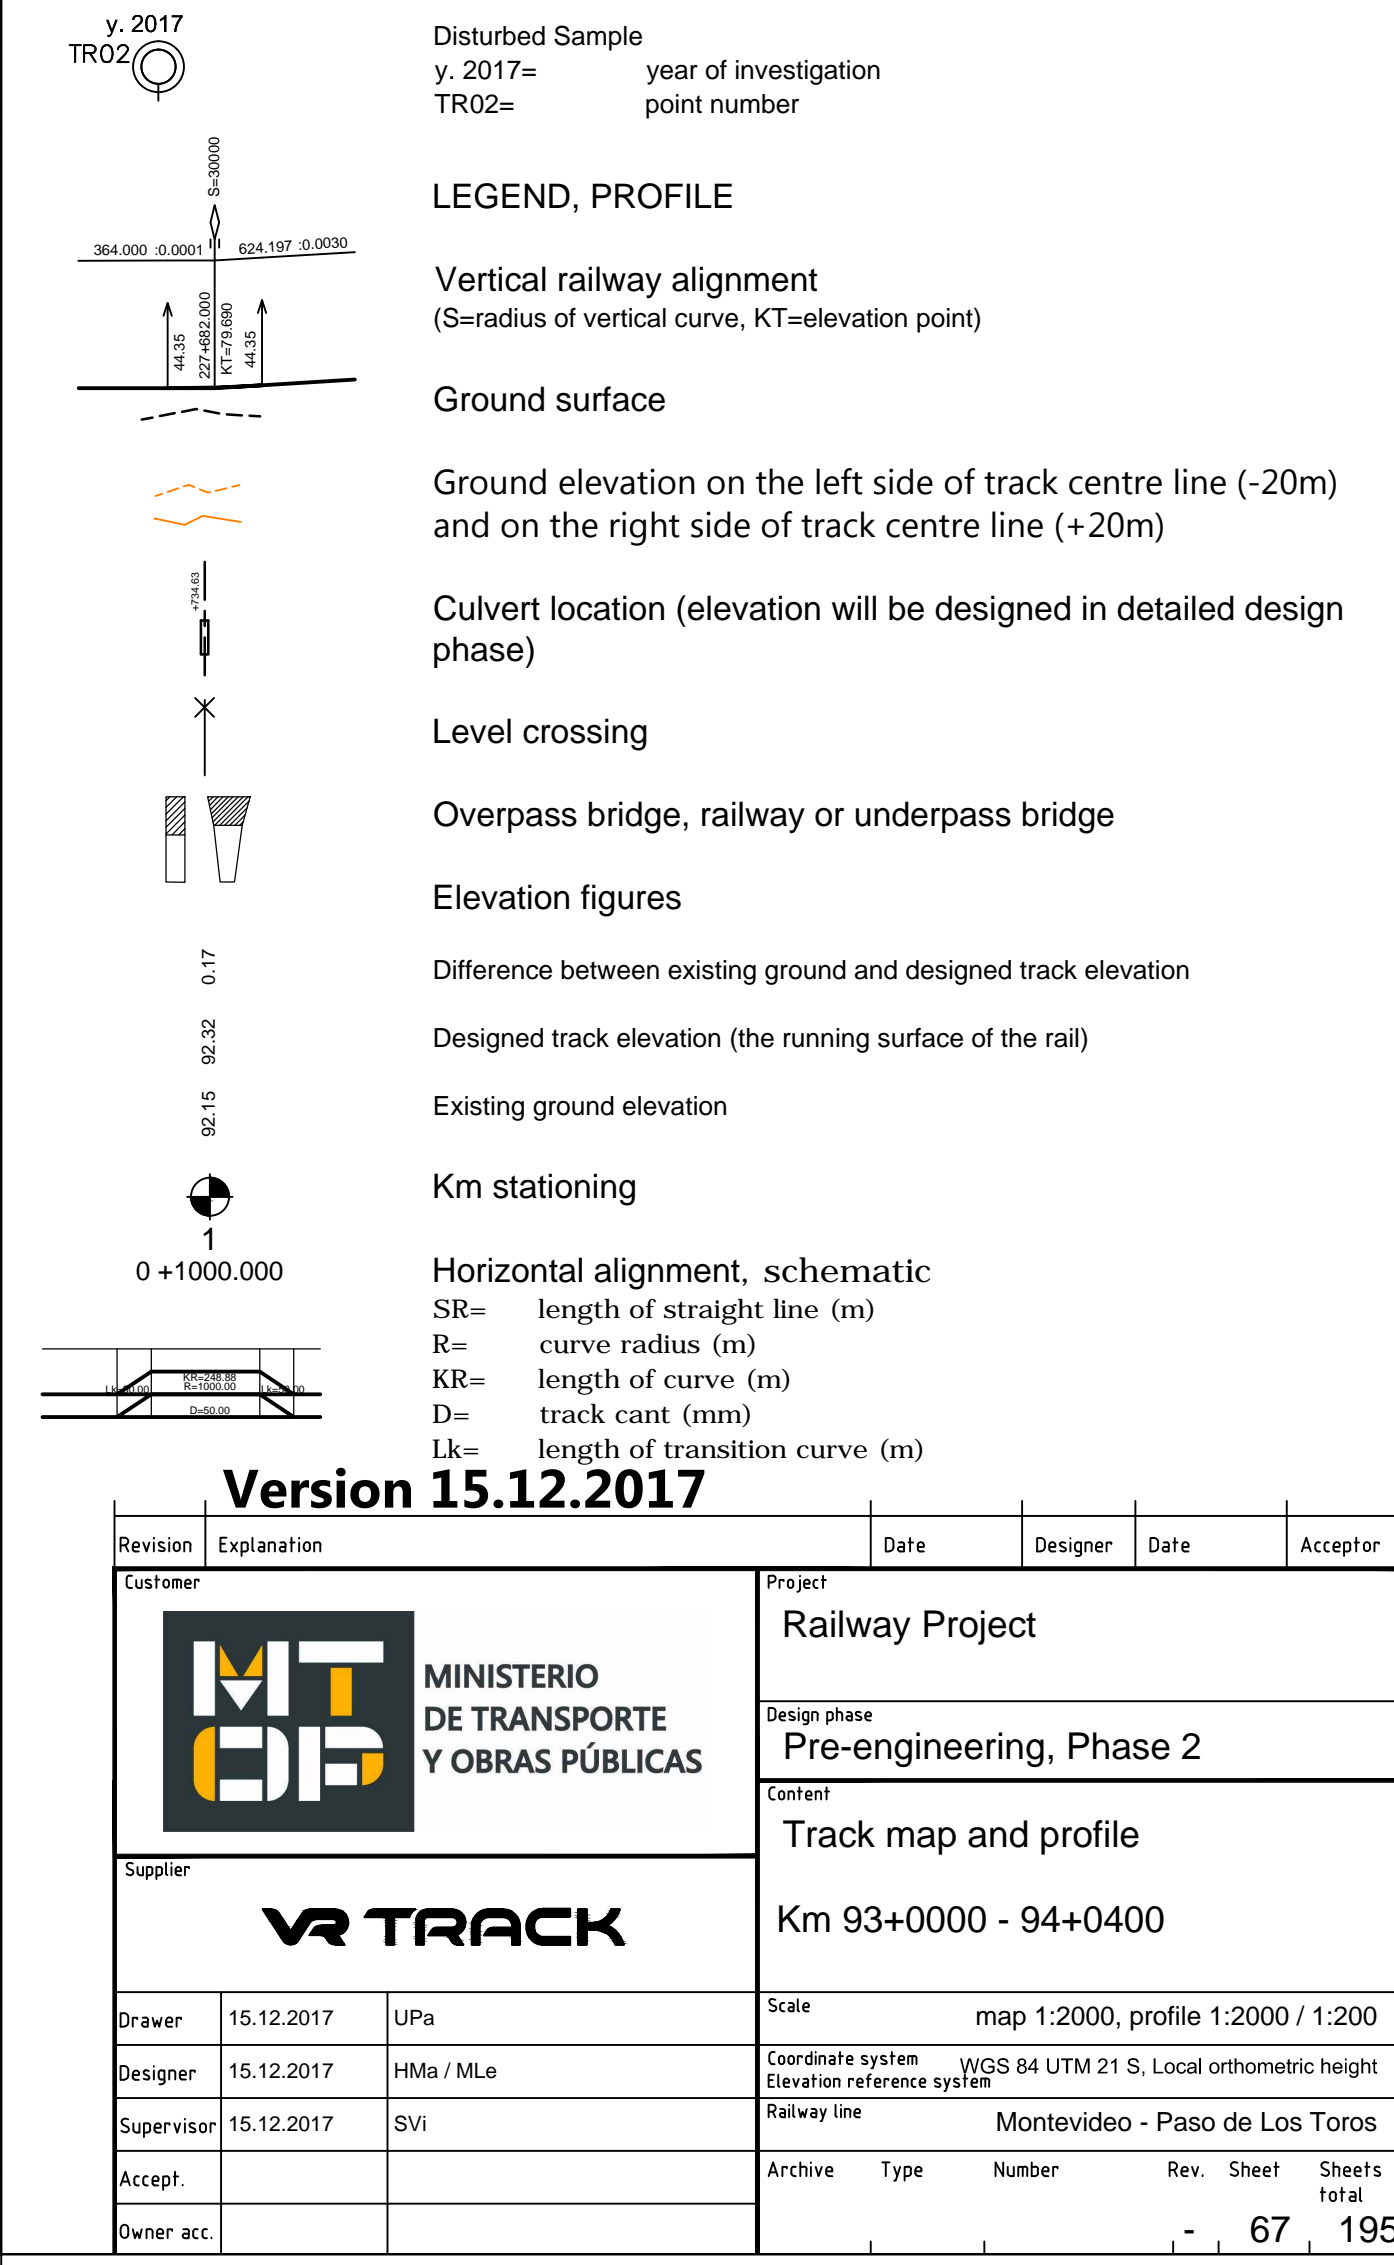 y. 2017
TR02
Disturbed Sample
y. 2017= year of investigation
TR02= point number
LEGEND, PROFILE
S=30000
364.000 :0.0001
624.197 :0.0030
44.35
227+682.000
KT=79.690
44.35
Vertical railway alignment
(S=radius of vertical curve, KT=elevation point)
Ground surface
Ground elevation on the left side of track centre line (-20m)
and on the right side of track centre line (+20m)
+734.63
Culvert location (elevation will be designed in detailed design
phase)
Level crossing
Overpass bridge, railway or underpass bridge
Elevation figures
0.17
Difference between existing ground and designed track elevation
92.32
Designed track elevation (the running surface of the rail)
92.15
Existing ground elevation
Km stationing
1
0 +1000.000
Horizontal alignment, schematic
SR= length of straight line (m)
R= curve radius (m)
KR= length of curve (m)
D= track cant (mm)
Lk= length of transition curve (m)
KR=248.88
R=1000.00
Lk=50.00
Lk=50.00
D=50.00
Version 15.12.2017
Revision Explanation Date Designer Date Acceptor
Customer
MTOP
MINISTERIO
DE TRANSPORTE
Y OBRAS PÚBLICAS
Project
Railway Project
Design phase
Pre-engineering, Phase 2
Content
Track map and profile
Km 93+0000 - 94+0400
Supplier
VR TRACK
Drawer 15.12.2017 UPa
Designer 15.12.2017 HMa / MLe
Supervisor 15.12.2017 SVi
Accept.
Owner acc.
Scale map 1:2000, profile 1:2000 / 1:200
Coordinate system
Elevation reference system
WGS 84 UTM 21 S, Local orthometric height
Railway line Montevideo - Paso de Los Toros
Archive Type Number Rev. Sheet Sheets
total
- 67 195